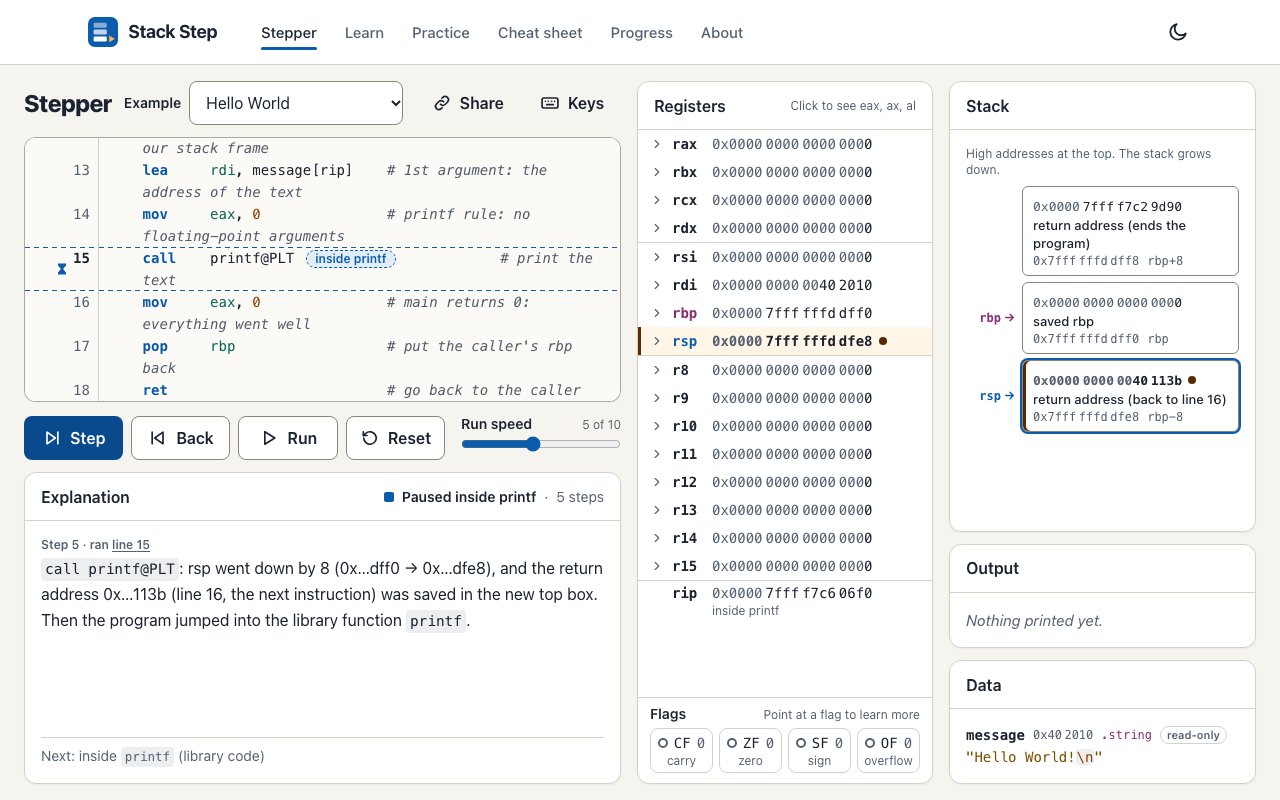 Stack Step
Stepper
Learn
Practice
Cheat sheet
Progress
About
Stepper
Example
Hello World
Share
Keys
our stack frame
13 lea rdi, message[rip] # 1st argument: the
address of the text
14 mov eax, 0 # printf rule: no
floating-point arguments
15 call printf@PLT inside printf # print the
text
16 mov eax, 0 # main returns 0:
everything went well
17 pop rbp # put the caller's rbp
back
18 ret # go back to the caller
Step
Back
Run
Reset
Run speed 5 of 10
Explanation
Paused inside printf · 5 steps
Step 5 · ran line 15
call printf@PLT: rsp went down by 8 (0x…dff0 → 0x…dfe8), and the return
address 0x…113b (line 16, the next instruction) was saved in the new top box.
Then the program jumped into the library function printf.
Next: inside printf (library code)
Registers
Click to see eax, ax, al
rax 0x0000 0000 0000 0000
rbx 0x0000 0000 0000 0000
rcx 0x0000 0000 0000 0000
rdx 0x0000 0000 0000 0000
rsi 0x0000 0000 0000 0000
rdi 0x0000 0000 0040 2010
rbp 0x0000 7fff fffd dff0
rsp 0x0000 7fff fffd dfe8
r8 0x0000 0000 0000 0000
r9 0x0000 0000 0000 0000
r10 0x0000 0000 0000 0000
r11 0x0000 0000 0000 0000
r12 0x0000 0000 0000 0000
r13 0x0000 0000 0000 0000
r14 0x0000 0000 0000 0000
r15 0x0000 0000 0000 0000
rip 0x0000 7fff f7c6 06f0
inside printf
Flags
Point at a flag to learn more
CF 0
carry
ZF 0
zero
SF 0
sign
OF 0
overflow
Stack
High addresses at the top. The stack grows
down.
0x0000 7fff f7c2 9d90
return address (ends the
program)
0x7fff fffd dff8 rbp+8
rbp →
0x0000 0000 0000 0000
saved rbp
0x7fff fffd dff0 rbp
rsp →
0x0000 0000 0040 113b
return address (back to line 16)
0x7fff fffd dfe8 rbp−8
Output
Nothing printed yet.
Data
message 0x40 2010 .string read-only
"Hello World!\n"